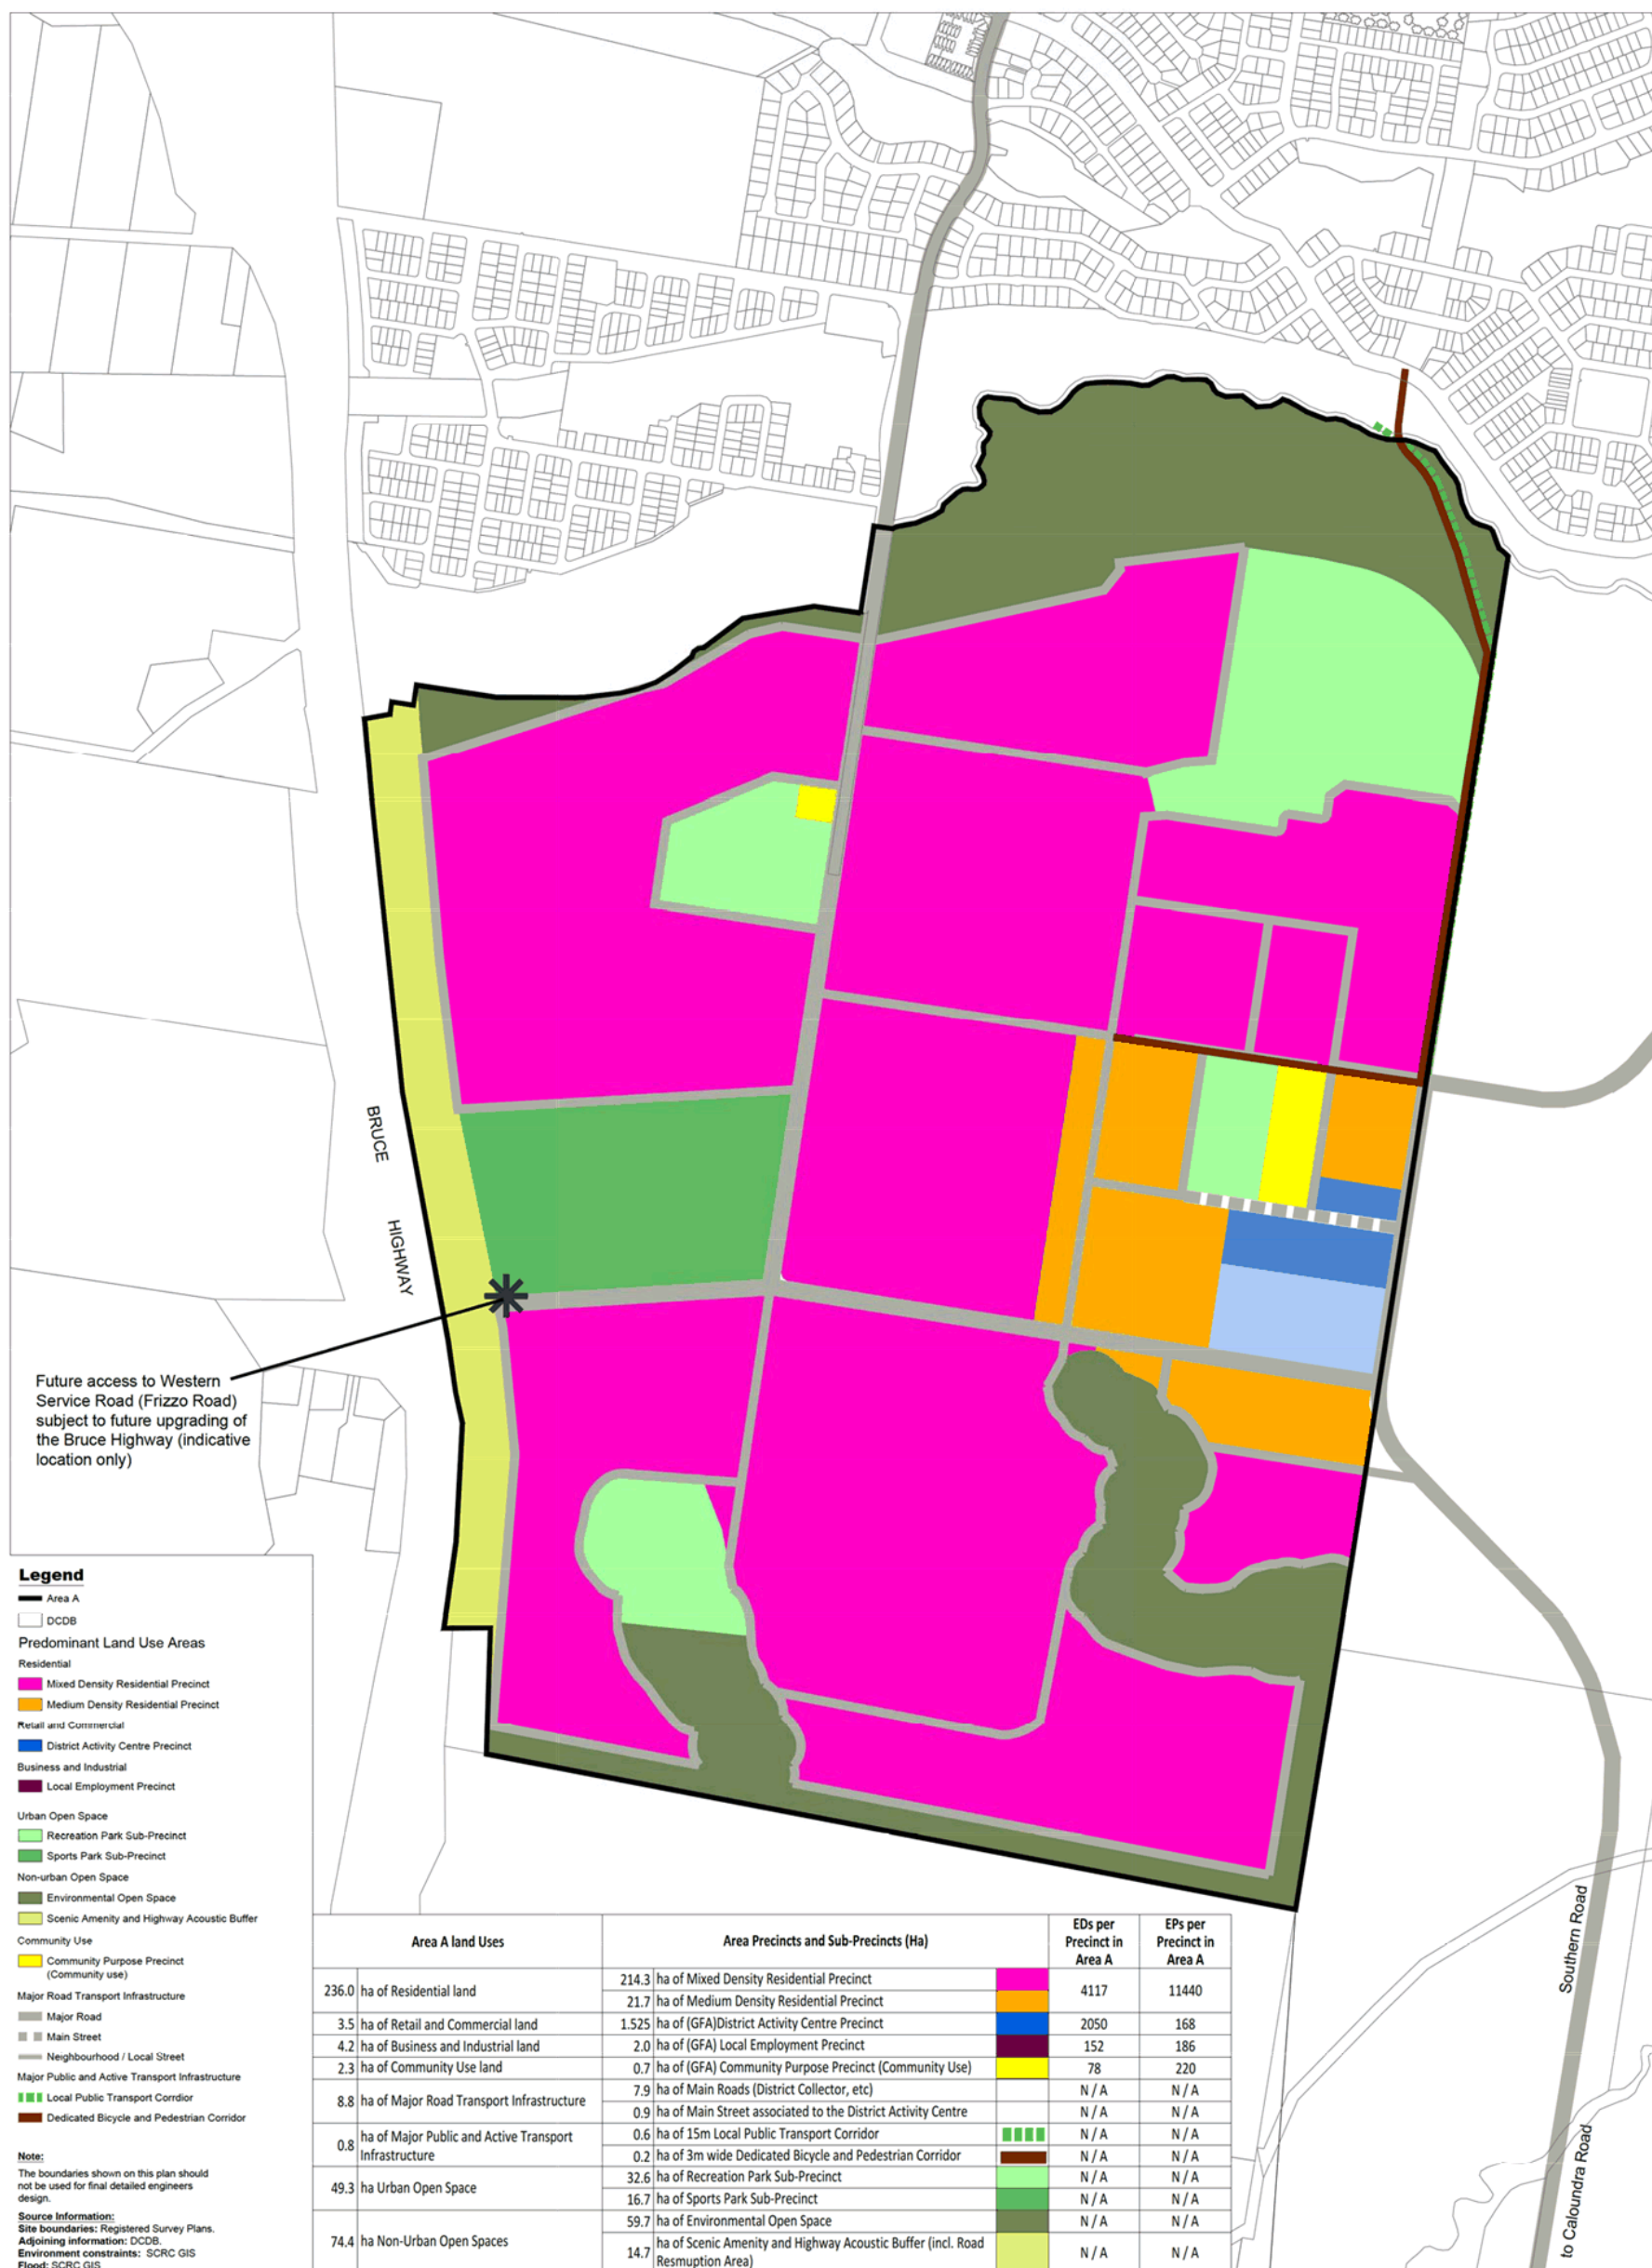 BRUCE
HIGHWAY
Future access to Western
Service Road (Frizzo Road)
subject to future upgrading of
the Bruce Highway (indicative
location only)
Southern Road
to Caloundra Road
Legend
Area A
DCDB
Predominant Land Use Areas
Residential
Mixed Density Residential Precinct
Medium Density Residential Precinct
Retail and Commercial
District Activity Centre Precinct
Business and Industrial
Local Employment Precinct
Urban Open Space
Recreation Park Sub-Precinct
Sports Park Sub-Precinct
Non-urban Open Space
Environmental Open Space
Scenic Amenity and Highway Acoustic Buffer
Community Use
Community Purpose Precinct
(Community use)
Major Road Transport Infrastructure
Major Road
Main Street
Neighbourhood / Local Street
Major Public and Active Transport Infrastructure
Local Public Transport Corrdior
Dedicated Bicycle and Pedestrian Corridor
Note:
The boundaries shown on this plan should
not be used for final detailed engineers
design.
Source Information:
Site boundaries: Registered Survey Plans.
Adjoining information: DCDB.
Environment constraints: SCRC GIS
Flood: SCRC GIS
Area A land Uses Area Precincts and Sub-Precincts (Ha) EDs per Precinct in Area A EPs per Precinct in Area A
236.0 ha of Residential land 214.3 ha of Mixed Density Residential Precinct 4117 11440
21.7 ha of Medium Density Residential Precinct
3.5 ha of Retail and Commercial land 1.525 ha of (GFA)District Activity Centre Precinct 2050 168
4.2 ha of Business and Industrial land 2.0 ha of (GFA) Local Employment Precinct 152 186
2.3 ha of Community Use land 0.7 ha of (GFA) Community Purpose Precinct (Community Use) 78 220
8.8 ha of Major Road Transport Infrastructure 7.9 ha of Main Roads (District Collector, etc) N / A N / A
0.9 ha of Main Street associated to the District Activity Centre N / A N / A
0.8 ha of Major Public and Active Transport Infrastructure 0.6 ha of 15m Local Public Transport Corridor N / A N / A
0.2 ha of 3m wide Dedicated Bicycle and Pedestrian Corridor N / A N / A
49.3 ha Urban Open Space 32.6 ha of Recreation Park Sub-Precinct N / A N / A
16.7 ha of Sports Park Sub-Precinct N / A N / A
74.4 ha Non-Urban Open Spaces 59.7 ha of Environmental Open Space N / A N / A
14.7 ha of Scenic Amenity and Highway Acoustic Buffer (incl. Road Resmuption Area) N / A N / A